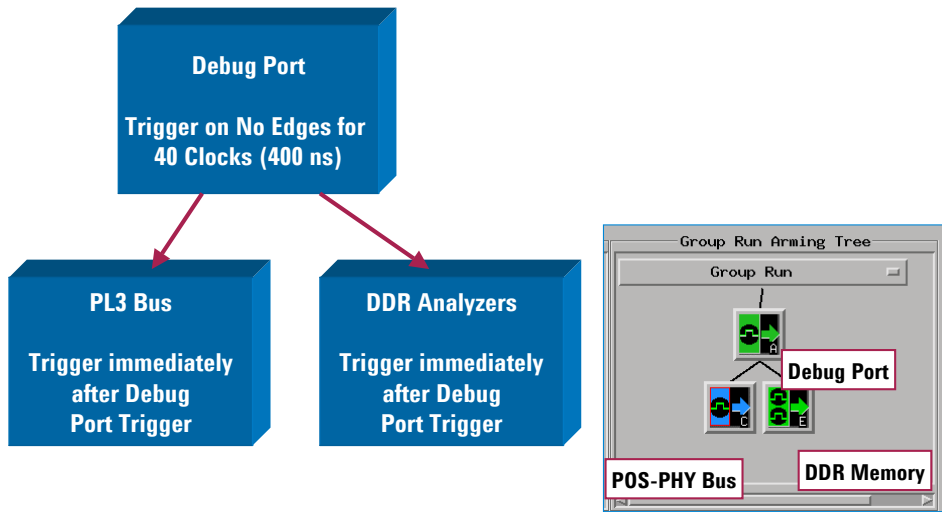 Debug Port
Trigger on No Edges for
40 Clocks (400 ns)
PL3 Bus
Trigger immediately
after Debug
Port Trigger
DDR Analyzers
Trigger immediately
after Debug
Port Trigger
Group Run Arming Tree
Group Run
A
Debug Port
C
E
POS-PHY Bus
DDR Memory